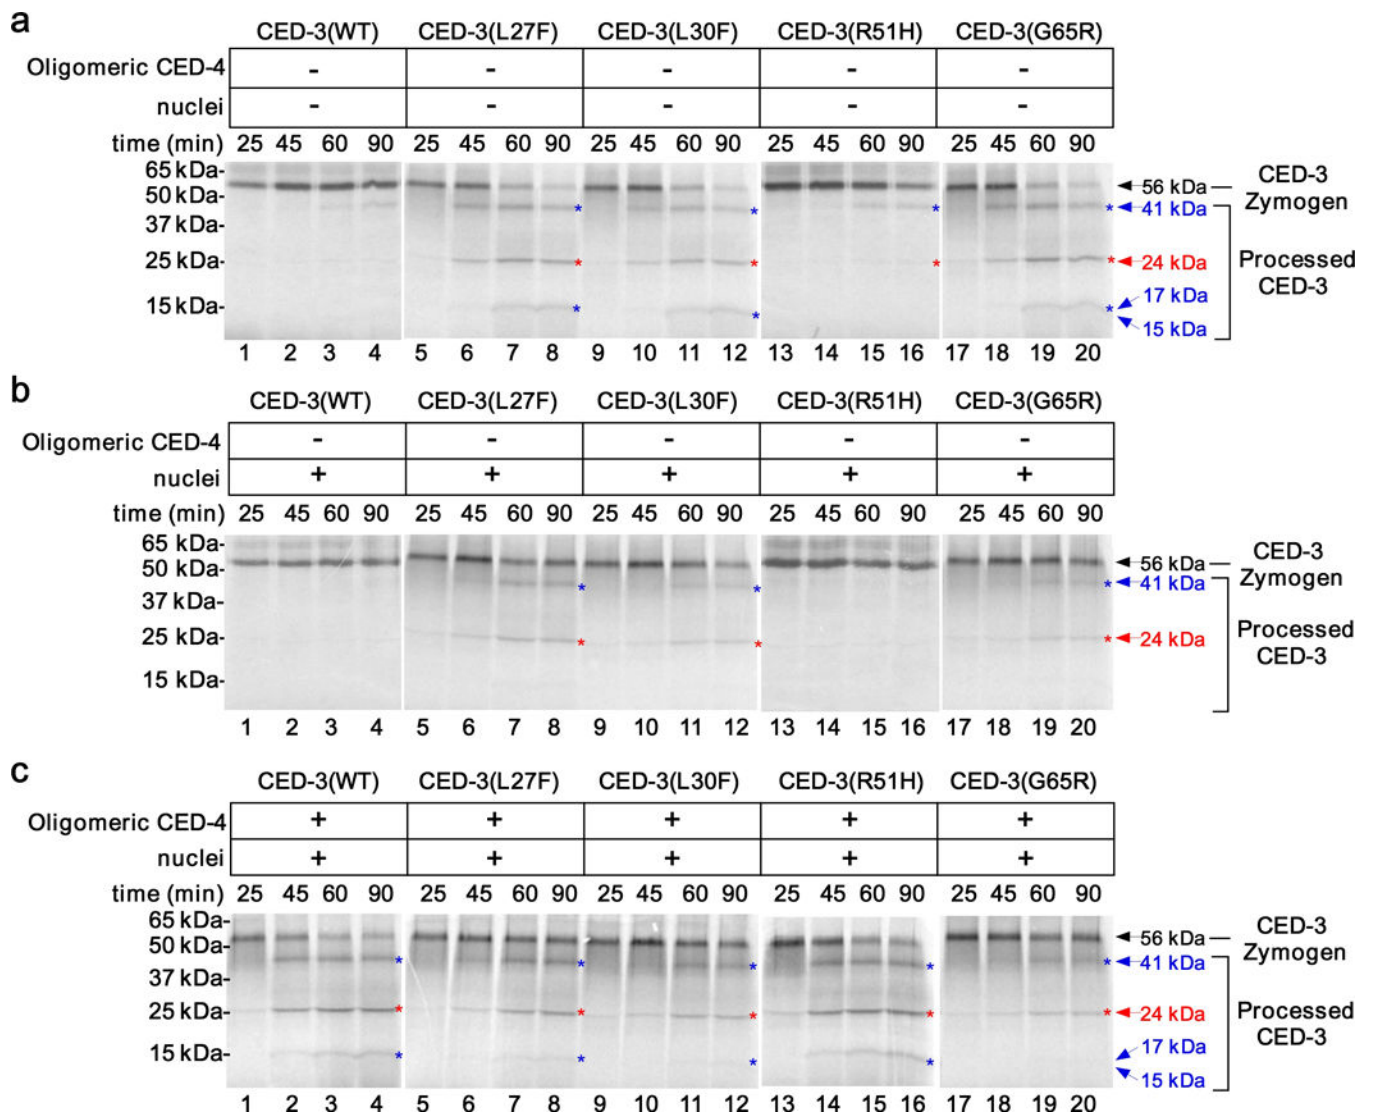 a
CED-3(WT) CED-3(L27F) CED-3(L30F) CED-3(R51H) CED-3(G65R)
Oligomeric CED-4 - - - - -
nuclei - - - - -
time (min) 25 45 60 90 25 45 60 90 25 45 60 90 25 45 60 90 25 45 60 90
65 kDa-
50 kDa-
37 kDa-
25 kDa-
15 kDa-
56 kDa
41 kDa
24 kDa
17 kDa
15 kDa
CED-3
Zymogen
Processed
CED-3
* * * * * * * * * * * *
1 2 3 4 5 6 7 8 9 10 11 12 13 14 15 16 17 18 19 20
b
CED-3(WT) CED-3(L27F) CED-3(L30F) CED-3(R51H) CED-3(G65R)
Oligomeric CED-4 - - - - -
nuclei + + + + +
time (min) 25 45 60 90 25 45 60 90 25 45 60 90 25 45 60 90 25 45 60 90
65 kDa-
50 kDa-
37 kDa-
25 kDa-
15 kDa-
56 kDa
41 kDa
24 kDa
CED-3
Zymogen
Processed
CED-3
* * * * * *
1 2 3 4 5 6 7 8 9 10 11 12 13 14 15 16 17 18 19 20
c
CED-3(WT) CED-3(L27F) CED-3(L30F) CED-3(R51H) CED-3(G65R)
Oligomeric CED-4 + + + + +
nuclei + + + + +
time (min) 25 45 60 90 25 45 60 90 25 45 60 90 25 45 60 90 25 45 60 90
65 kDa-
50 kDa-
37 kDa-
25 kDa-
15 kDa-
56 kDa
41 kDa
24 kDa
17 kDa
15 kDa
CED-3
Zymogen
Processed
CED-3
* * * * * * * * * * * * * *
1 2 3 4 5 6 7 8 9 10 11 12 13 14 15 16 17 18 19 20